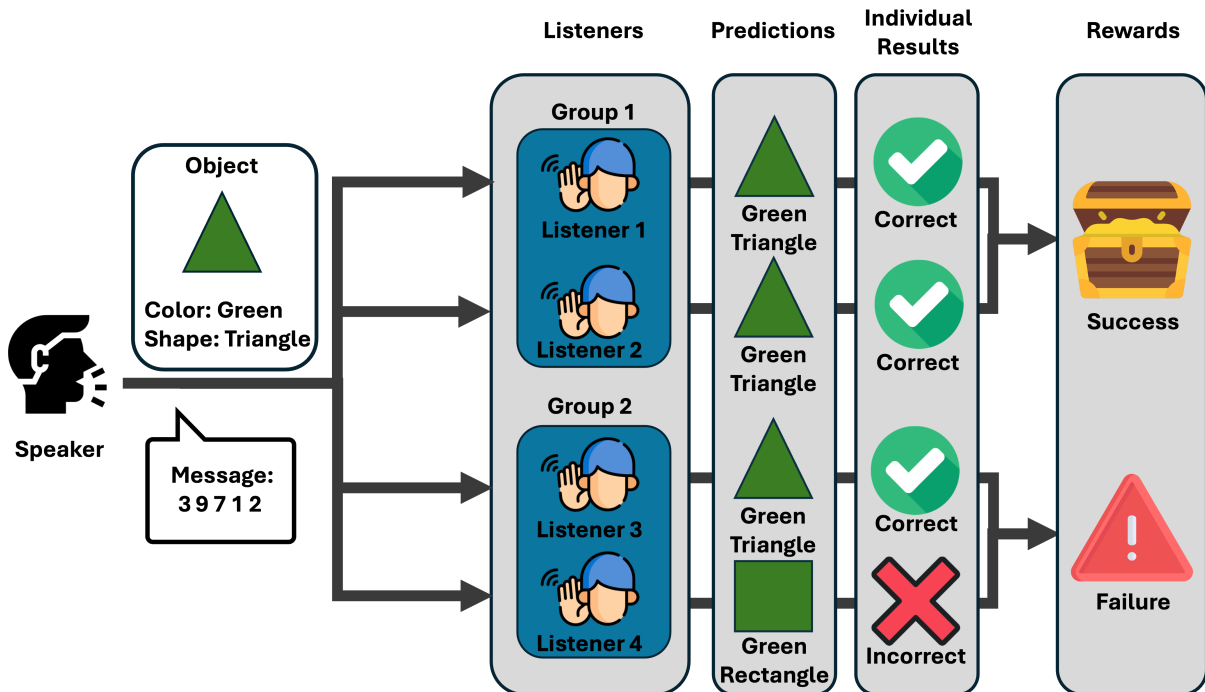 Listeners
Predictions
Individual
Results
Rewards
Object
Color: Green
Shape: Triangle
Speaker
Message:
3 9 7 1 2
Group 1
Listener 1
Listener 2
Group 2
Listener 3
Listener 4
Green
Triangle
Green
Triangle
Green
Triangle
Green
Rectangle
Correct
Correct
Correct
Incorrect
Success
Failure